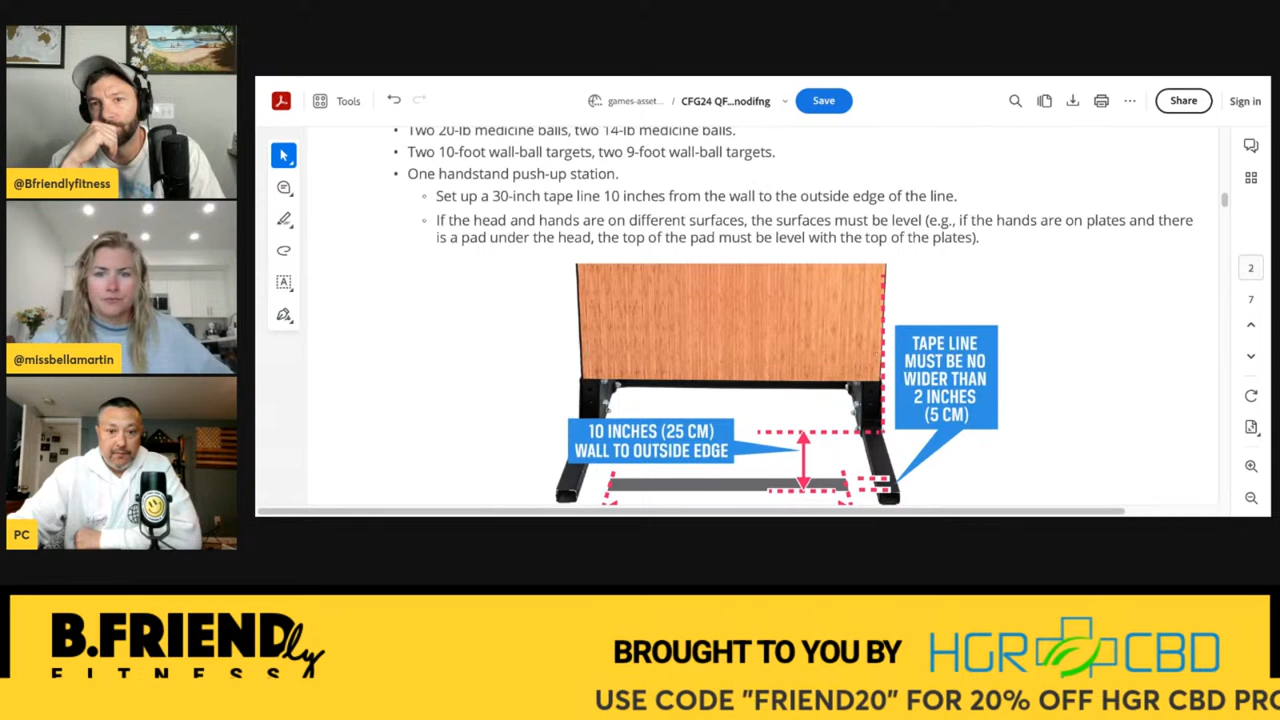 @Bfriendlyfitness
@missbellamartin
PC
Tools
games-asset... / CFG24 QF...nodifng
Save
Share
Sign in
• Two 20-lb medicine balls, two 14-lb medicine balls.
• Two 10-foot wall-ball targets, two 9-foot wall-ball targets.
• One handstand push-up station.
◦ Set up a 30-inch tape line 10 inches from the wall to the outside edge of the line.
◦ If the head and hands are on different surfaces, the surfaces must be level (e.g., if the hands are on plates and there
is a pad under the head, the top of the pad must be level with the top of the plates).
TAPE LINE
MUST BE NO
WIDER THAN
2 INCHES
(5 CM)
10 INCHES (25 CM)
WALL TO OUTSIDE EDGE
2
7
B.FRIENDly
FITNESS
BROUGHT TO YOU BY
HGR CBD
USE CODE "FRIEND20" FOR 20% OFF HGR CBD PRO